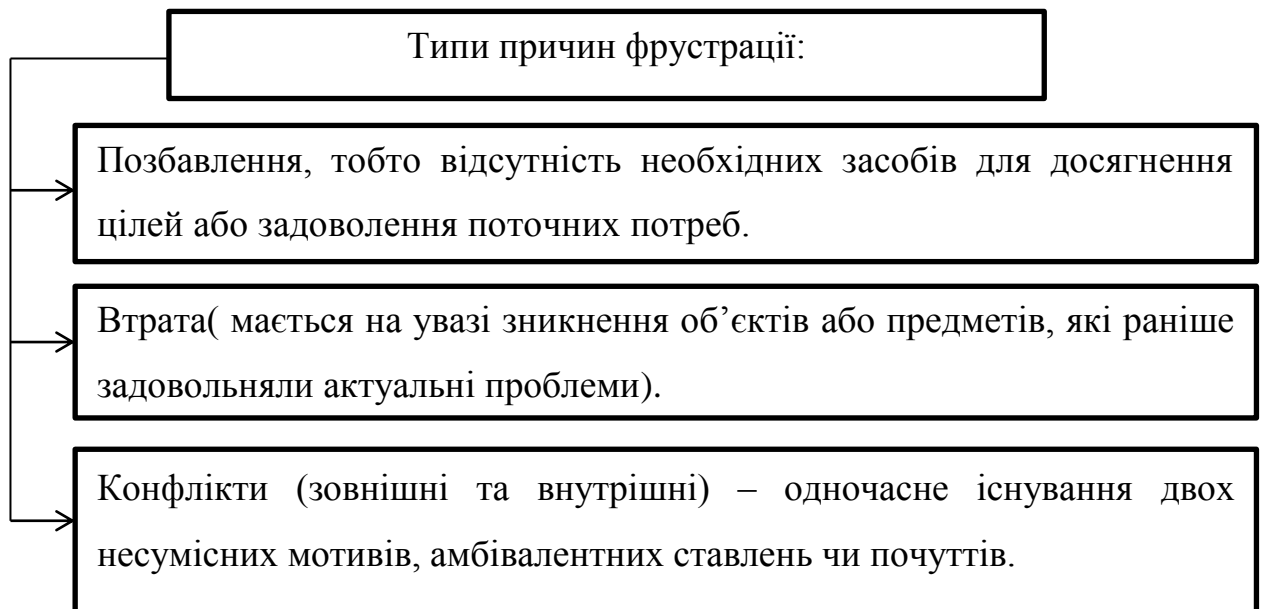 Типи причин фрустрації:
Позбавлення, тобто відсутність необхідних засобів для досягнення
цілей або задоволення поточних потреб.
Втрата( мається на увазі зникнення об’єктів або предметів, які раніше
задовольняли актуальні проблеми).
Конфлікти (зовнішні та внутрішні) – одночасне існування двох
несумісних мотивів, амбівалентних ставлень чи почуттів.